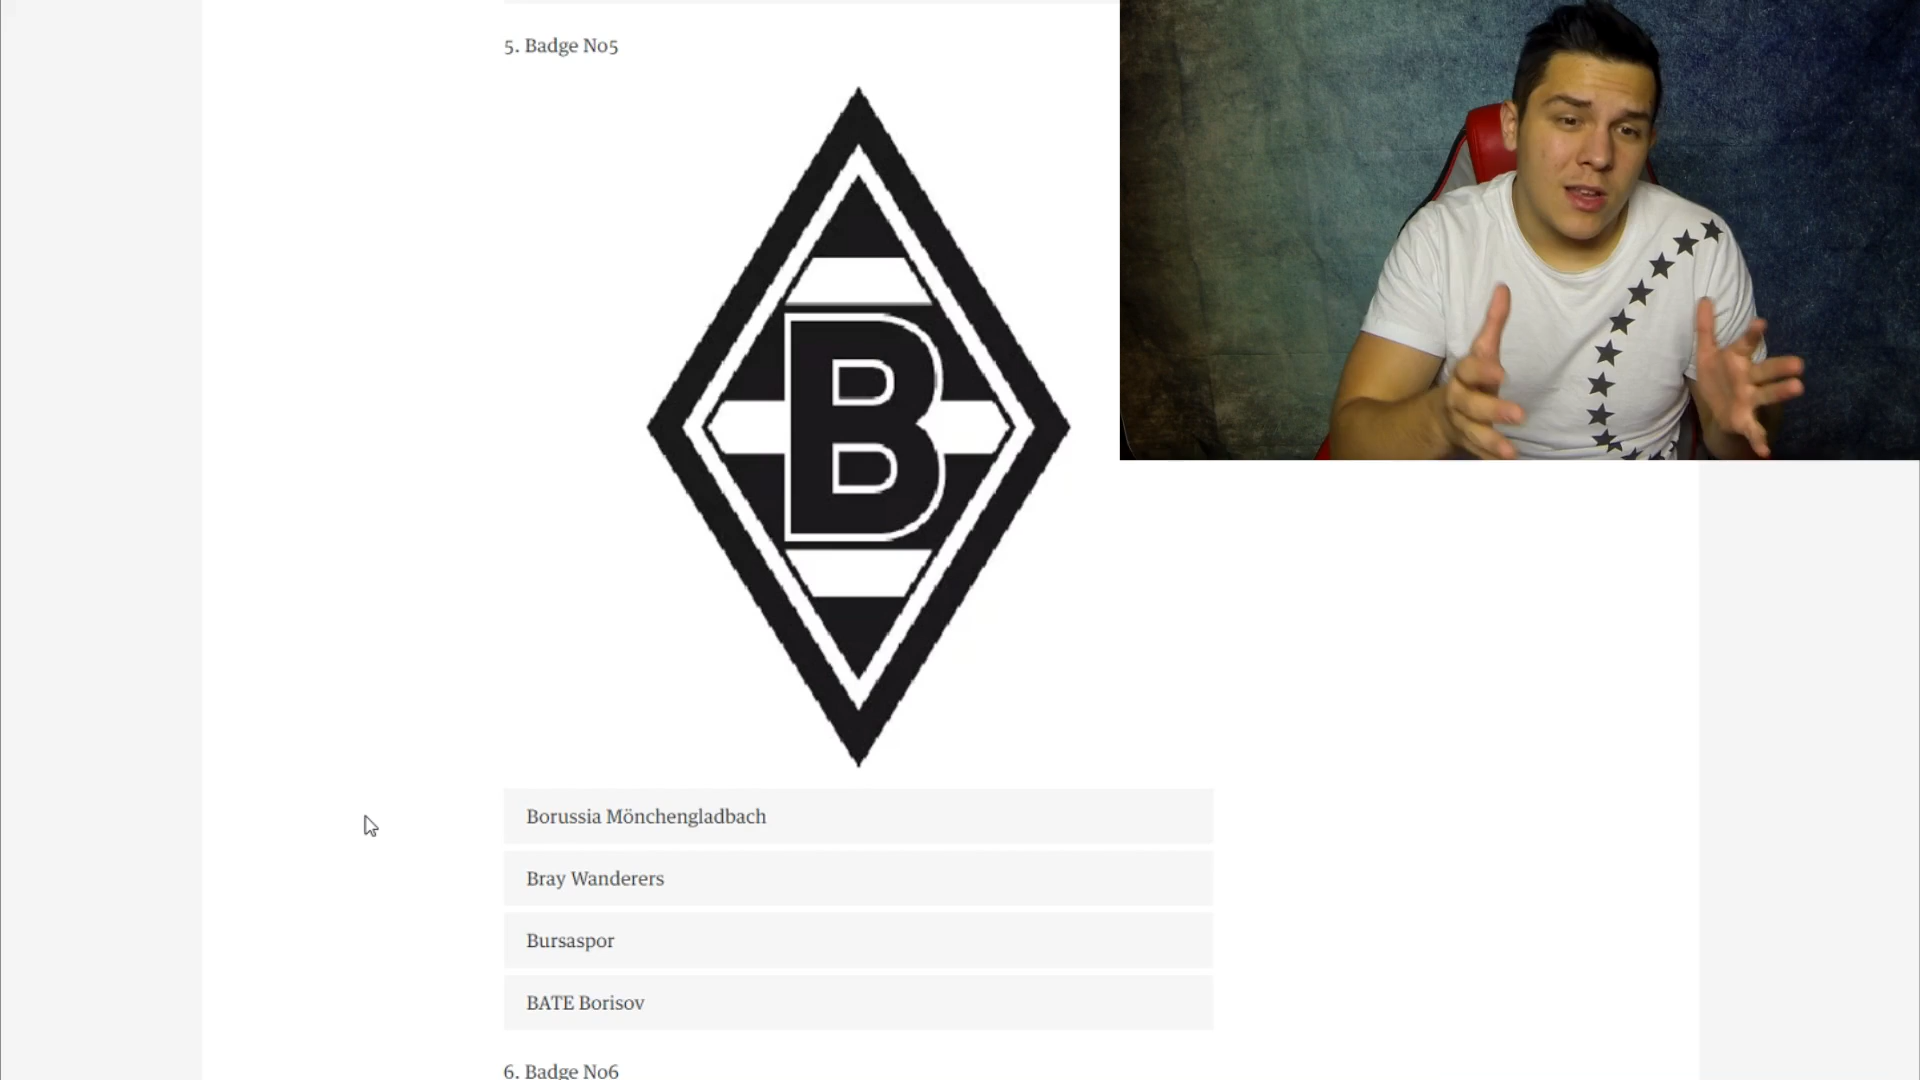 5. Badge No5
B
Borussia Mönchengladbach
Bray Wanderers
Bursaspor
BATE Borisov
6. Badge No6